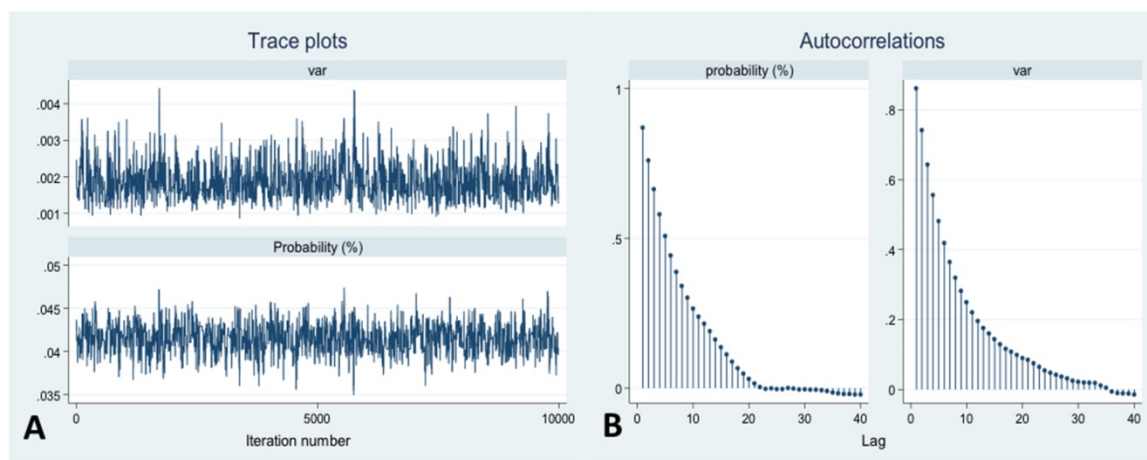 Trace plots
var
.004
.003
.002
.001
Probability (%)
.05
.045
.04
.035
0 5000 10000
Iteration number
A
Autocorrelations
probability (%)
1
.5
0
0 10 20 30 40
var
.8
.6
.4
.2
0
0 10 20 30 40
Lag
B